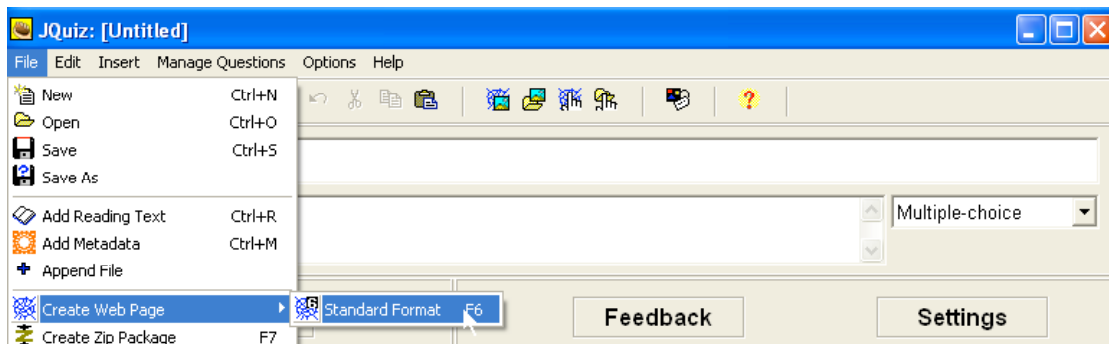 JQuiz: [Untitled]
File Edit Insert Manage Questions Options Help
New Ctrl+N
Open Ctrl+O
Save Ctrl+S
Save As
Add Reading Text Ctrl+R
Multiple-choice
Add Metadata Ctrl+M
Append File
Create Web Page Standard Format F6
Feedback Settings
Create Zip Package F7